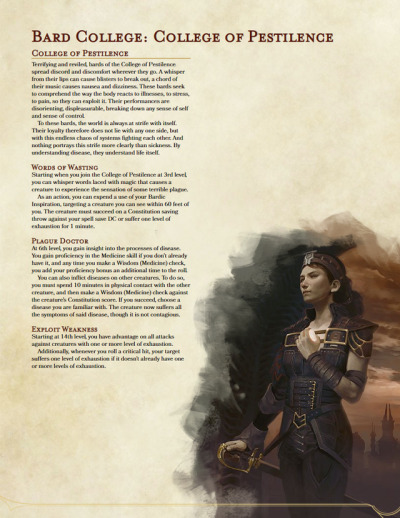 Bard College: College of Pestilence
College of Pestilence
Terrifying and reviled, bards of the College of Pestilence
spread discord and discomfort wherever they go. A whisper
from their lips can cause blisters to break out, a chord of
their music causes nausea and dizziness. These bards seek
to comprehend the way the body reacts to illnesses, to stress,
to pain, so they can exploit it. Their performances are
disorienting, displeasurable, breaking down any sense of self
and sense of control.
To these bards, the world is always at strife with itself.
Their loyalty therefore does not lie with any one side, but
with this endless chaos of systems fighting each other. And
nothing portrays this strife more clearly than sickness. By
understanding disease, they understand life itself.
Words of Wasting
Starting when you join the College of Pestilence at 3rd level,
you can whisper words laced with magic that causes a
creature to experience the sensation of some terrible plague.
As an action, you can expend a use of your Bardic
Inspiration, targeting a creature you can see within 60 feet of
you. The creature must succeed on a Constitution saving
throw against your spell save DC or suffer one level of
exhaustion for 1 minute.
Plague Doctor
At 6th level, you gain insight into the processes of disease.
You gain proficiency in the Medicine skill if you don't already
have it, and any time you make a Wisdom (Medicine) check,
you add your proficiency bonus an additional time to the roll.
You can also inflict diseases on other creatures. To do so,
you must spend 10 minutes in physical contact with the other
creature, and then make a Wisdom (Medicine) check against
the creature's Constitution score. If you succeed, choose a
disease you are familiar with. The creature now suffers all
the symptoms of said disease, though it is not contagious.
Exploit Weakness
Starting at 14th level, you have advantage on all attacks
against creatures with one or more level of exhaustion.
Additionally, whenever you roll a critical hit, your target
suffers one level of exhaustion if it doesn't already have one
or more levels of exhaustion.